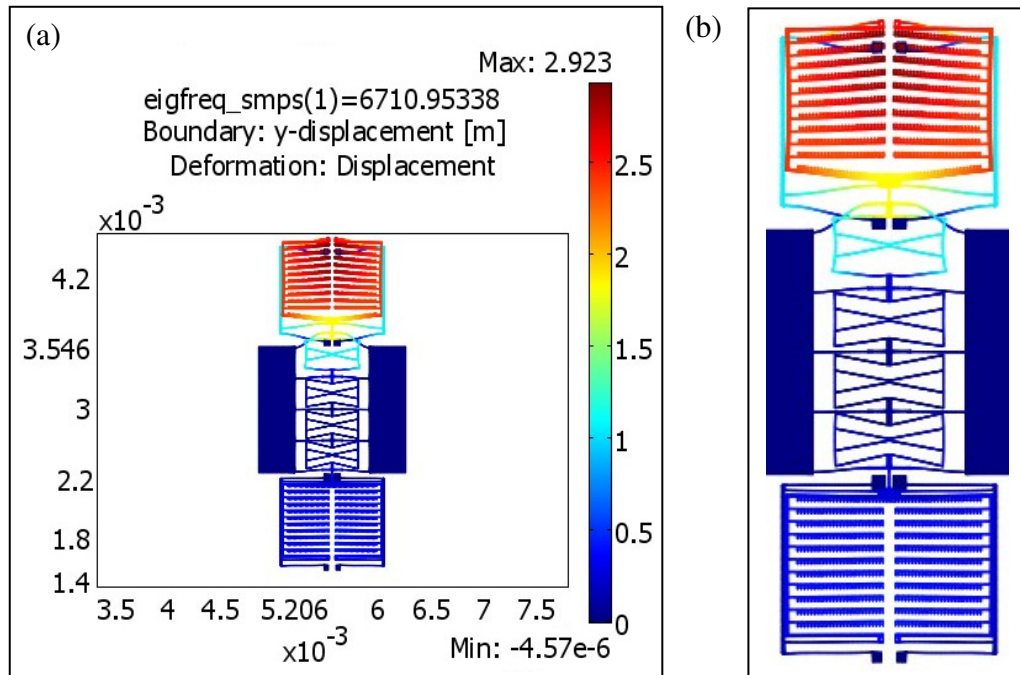 (a)
Max: 2.923
eigfreq_smps(1)=6710.95338
Boundary: y-displacement [m]
Deformation: Displacement
x10⁻³
4.2
3.546
3
2.2
1.8
1.4
3.5 4 4.5 5.206 6 6.5 7 7.5
x10⁻³
2.5
2
1.5
1
0.5
0
Min: -4.57e-6
(b)